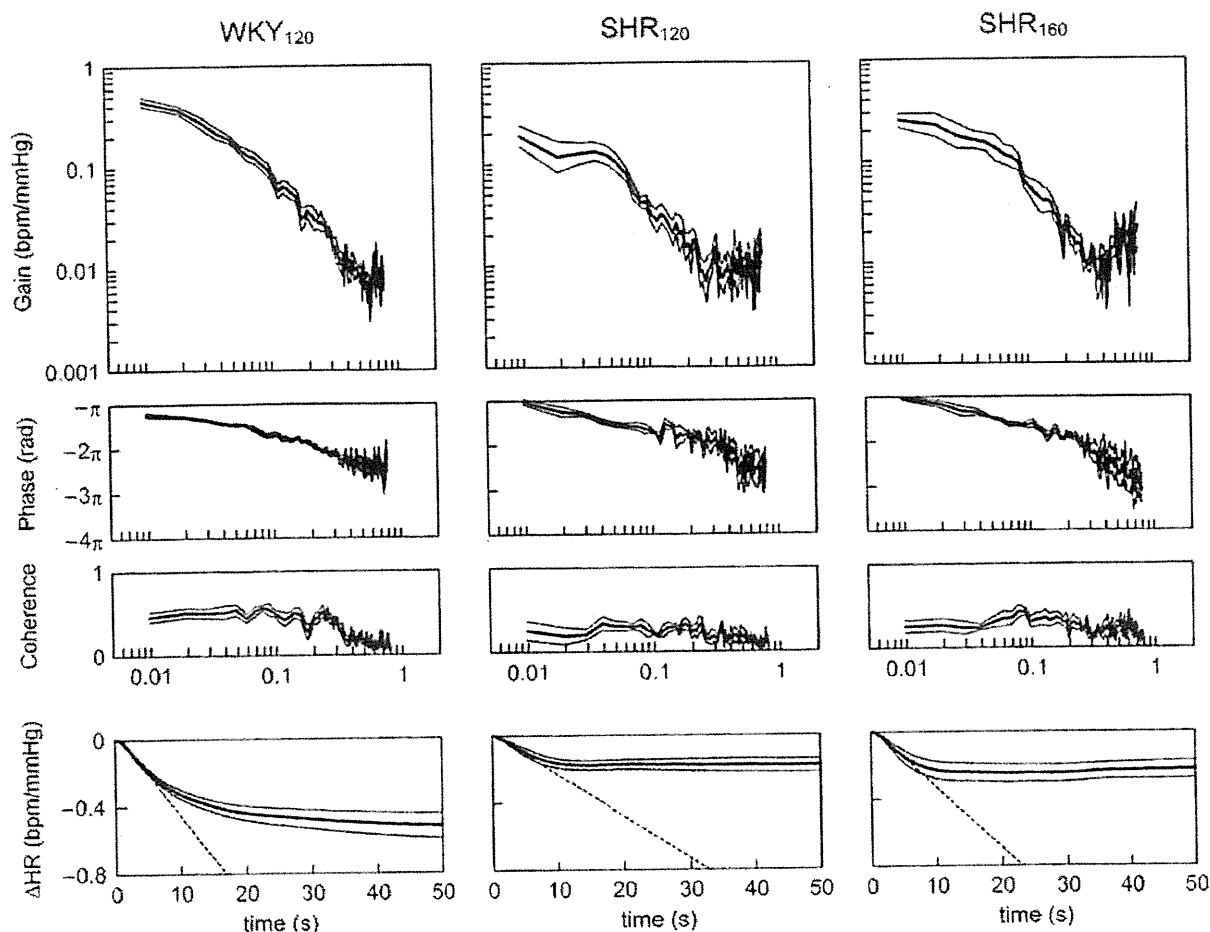 WKY₁₂₀ SHR₁₂₀ SHR₁₆₀
Gain (bpm/mmHg)
1
0.1
0.01
0.001
Phase (rad)
−π
−2π
−3π
−4π
Coherence
1
0
0.01 0.1 1 0.01 0.1 1 0.01 0.1 1
ΔHR (bpm/mmHg)
0
−0.4
−0.8
0 10 20 30 40 50 0 10 20 30 40 50 0 10 20 30 40 50
time (s) time (s) time (s)